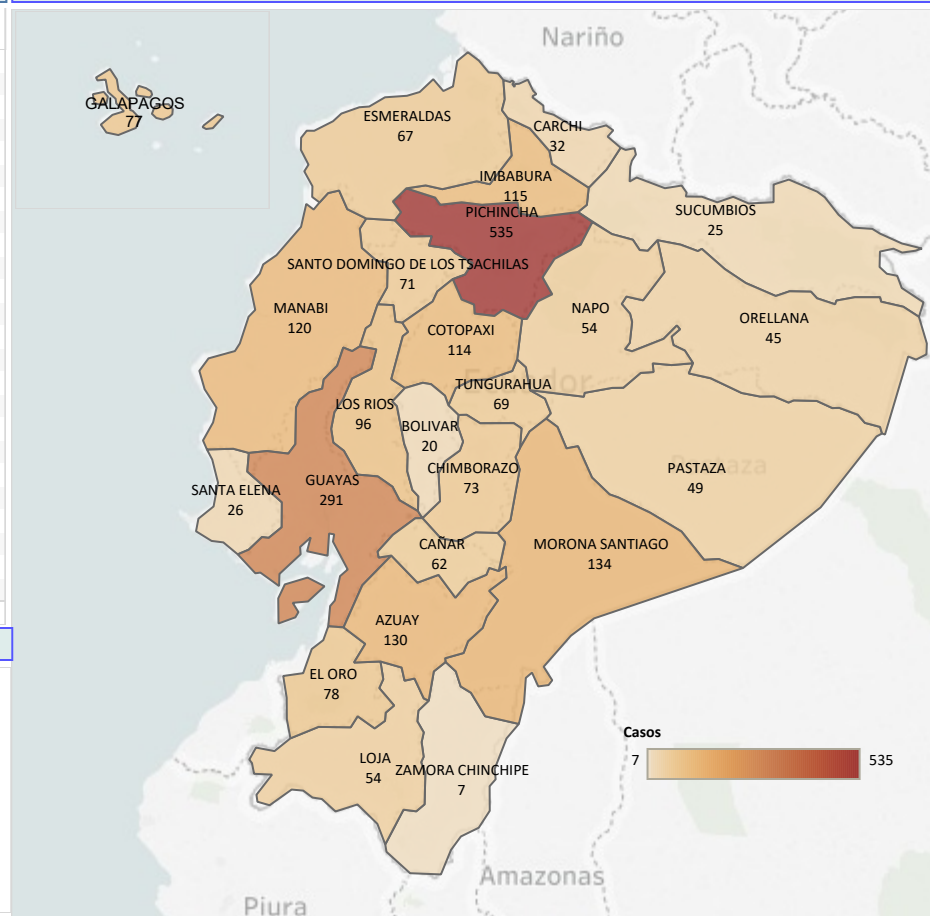 Nariño
GALAPAGOS
77
ESMERALDAS
67
CARCHI
32
IMBABURA
115
PICHINCHA
535
SUCUMBIOS
25
SANTO DOMINGO DE LOS TSACHILAS
71
MANABI
120
NAPO
54
ORELLANA
45
COTOPAXI
114
Ecuador
TUNGURAHUA
69
LOS RIOS
96
BOLIVAR
20
CHIMBORAZO
73
PASTAZA
49
Pastaza
GUAYAS
291
SANTA ELENA
26
CAÑAR
62
MORONA SANTIAGO
134
AZUAY
130
EL ORO
78
LOJA
54
ZAMORA CHINCHIPE
7
Casos
7
535
Amazonas
Piura